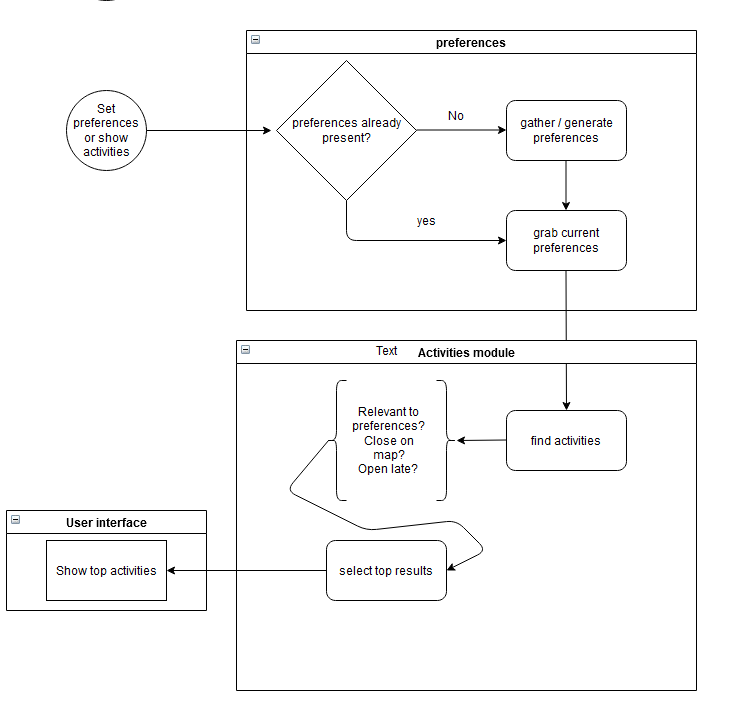 preferences
Set
preferences
or show
activities
preferences already
present?
No
gather / generate
preferences
yes
grab current
preferences
Text
Activities module
Relevant to
preferences?
Close on
map?
Open late?
find activities
User interface
Show top activities
select top results